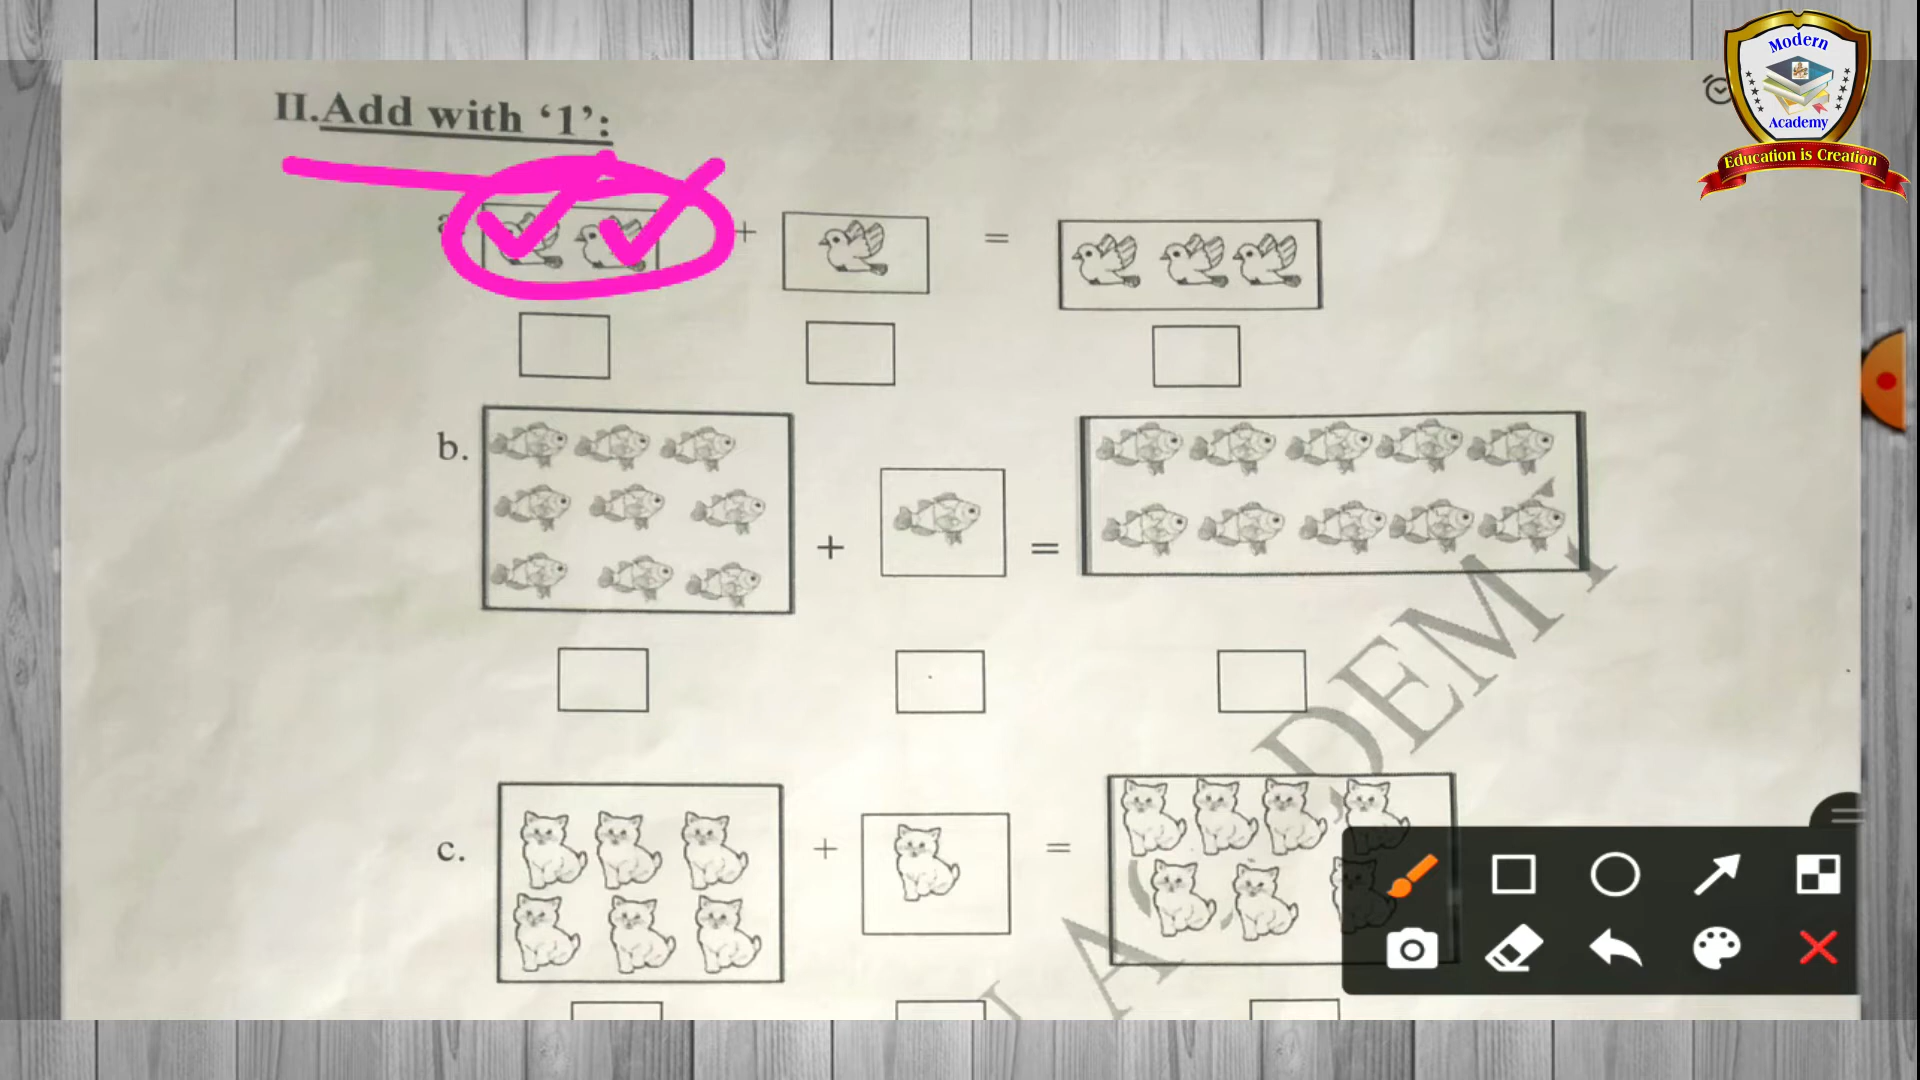 II. Add with ‘1’:
+ =
b.
+ =
c. + =
Modern
Academy
Education is Creation